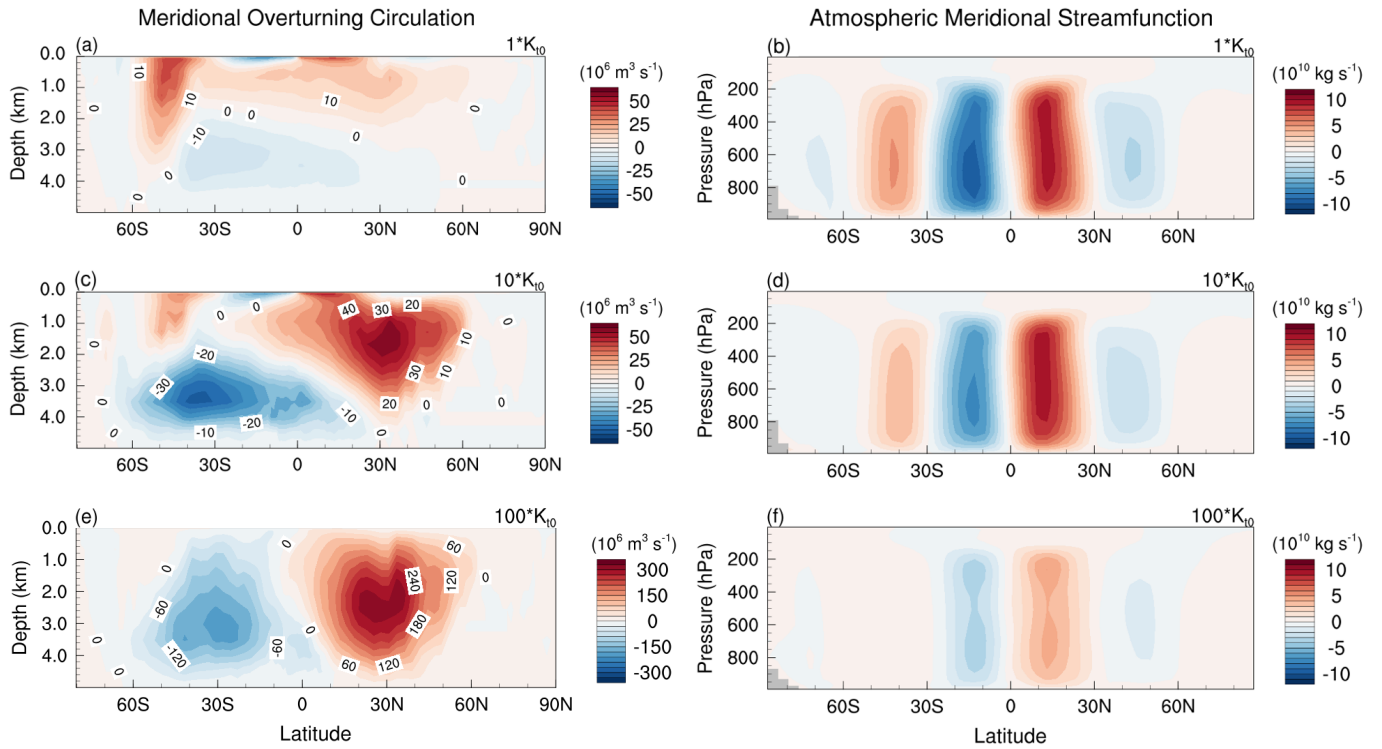 Meridional Overturning Circulation
Atmospheric Meridional Streamfunction
(a)
1*Kt0
(10⁶ m³ s⁻¹)
Depth (km)
0.0
1.0
2.0
3.0
4.0
0
10
10
-10
0
0
10
0
0
0
0
0
60S
30S
0
30N
60N
90N
50
25
0
-25
-50
(b)
1*Kt0
(10¹⁰ kg s⁻¹)
Pressure (hPa)
200
400
600
800
60S
30S
0
30N
60N
10
5
0
-5
-10
(c)
10*Kt0
(10⁶ m³ s⁻¹)
Depth (km)
0.0
1.0
2.0
3.0
4.0
0
0
40
30
20
0
0
-20
10
-30
30
10
0
-10
20
0
0
0
-10
-20
0
60S
30S
0
30N
60N
90N
50
25
0
-25
-50
(d)
10*Kt0
(10¹⁰ kg s⁻¹)
Pressure (hPa)
200
400
600
800
60S
30S
0
30N
60N
10
5
0
-5
-10
(e)
100*Kt0
(10⁶ m³ s⁻¹)
Depth (km)
0.0
1.0
2.0
3.0
4.0
0
60
0
240
120
0
-60
180
0
0
-60
-120
0
60
120
60S
30S
0
30N
60N
90N
Latitude
300
150
0
-150
-300
(f)
100*Kt0
(10¹⁰ kg s⁻¹)
Pressure (hPa)
200
400
600
800
60S
30S
0
30N
60N
Latitude
10
5
0
-5
-10